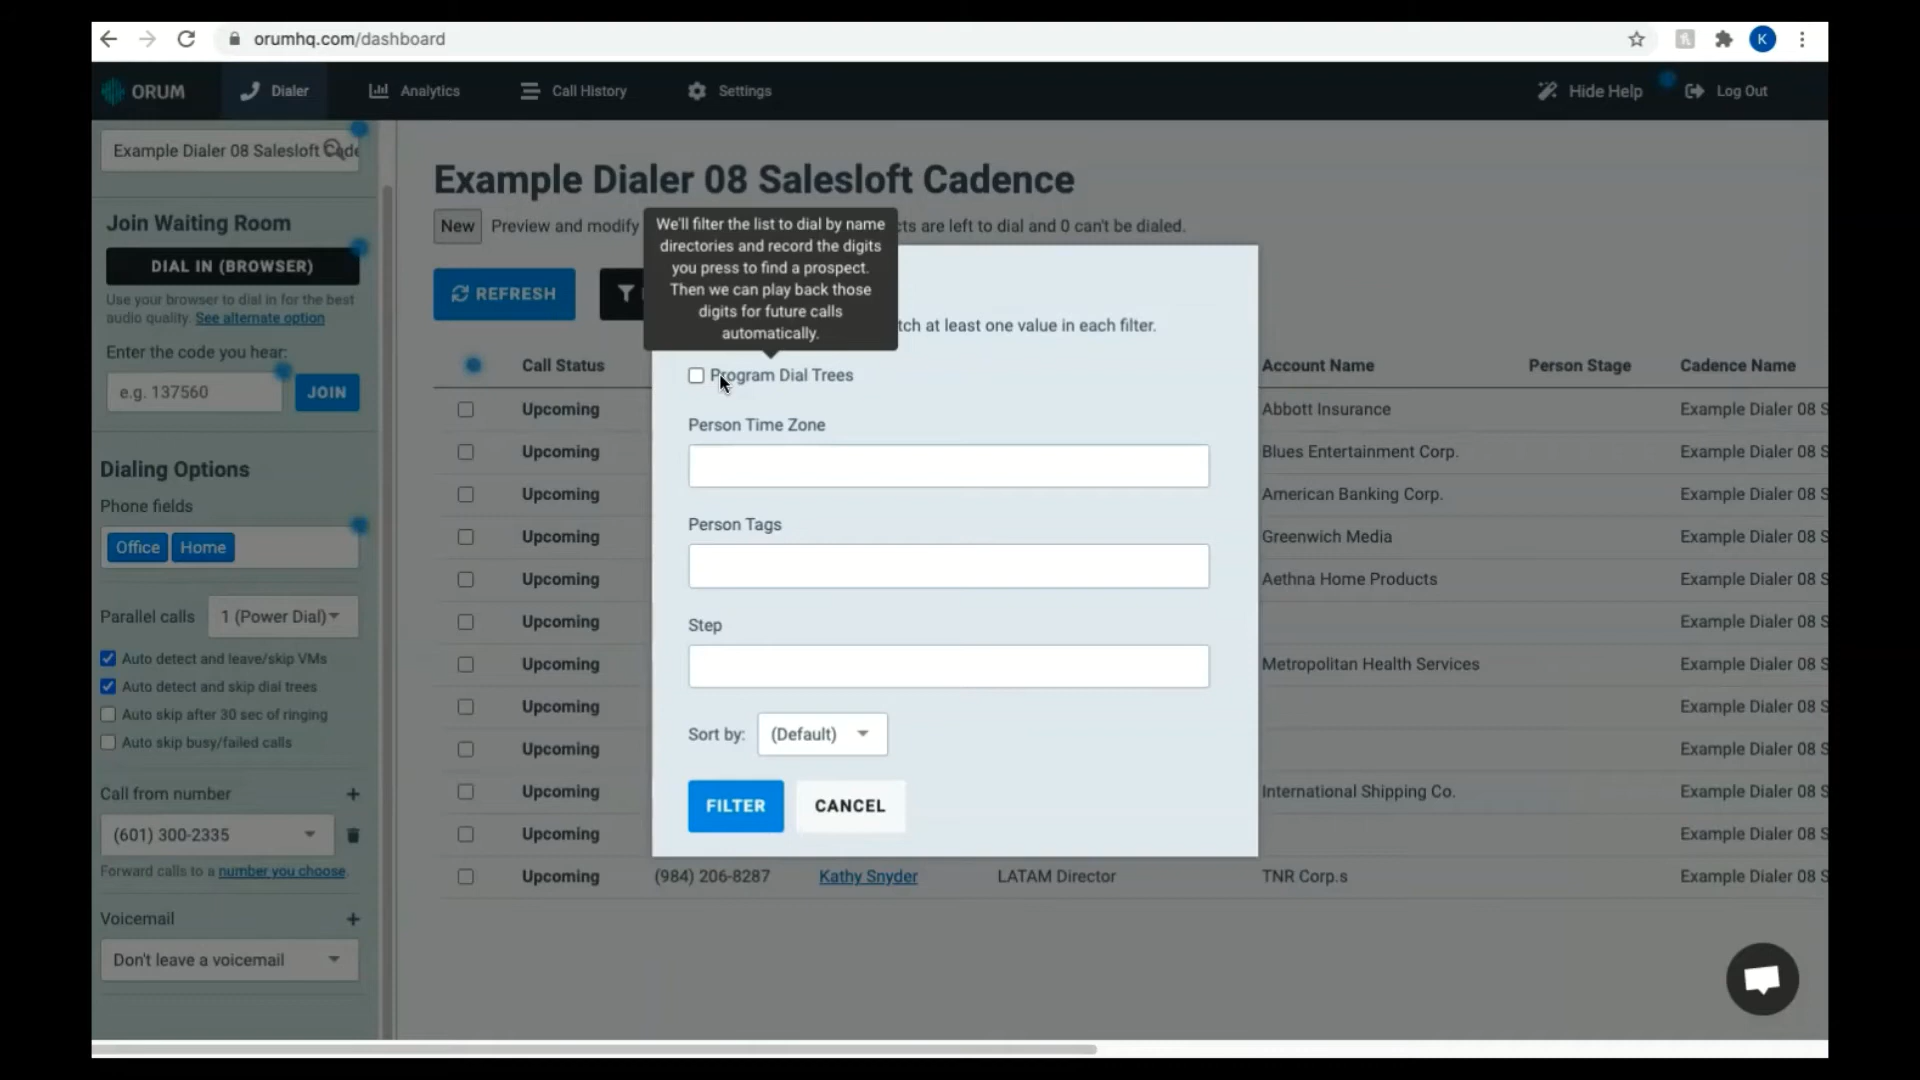 orumhq.com/dashboard
K
ORUM
Dialer
Analytics
Call History
Settings
Hide Help
Log Out
Example Dialer 08 Salesloft Cade
Join Waiting Room
DIAL IN (BROWSER)
Use your browser to dial in for the best
audio quality. See alternate option
Enter the code you hear:
e.g. 137560
JOIN
Dialing Options
Phone fields
Office
Home
Parallel calls
1 (Power Dial)
Auto detect and leave/skip VMs
Auto detect and skip dial trees
Auto skip after 30 sec of ringing
Auto skip busy/failed calls
Call from number
(601) 300-2335
Forward calls to a number you choose.
Voicemail
Don't leave a voicemail
Example Dialer 08 Salesloft Cadence
New
Preview and modify
cts are left to dial and 0 can't be dialed.
REFRESH
We'll filter the list to dial by name
directories and record the digits
you press to find a prospect.
Then we can play back those
digits for future calls
automatically.
tch at least one value in each filter.
Program Dial Trees
Person Time Zone
Person Tags
Step
Sort by:
(Default)
FILTER
CANCEL
Call Status Account Name Person Stage Cadence Name
Upcoming Abbott Insurance Example Dialer 08 S
Upcoming Blues Entertainment Corp. Example Dialer 08 S
Upcoming American Banking Corp. Example Dialer 08 S
Upcoming Greenwich Media Example Dialer 08 S
Upcoming Aethna Home Products Example Dialer 08 S
Upcoming Example Dialer 08 S
Upcoming Metropolitan Health Services Example Dialer 08 S
Upcoming Example Dialer 08 S
Upcoming Example Dialer 08 S
Upcoming International Shipping Co. Example Dialer 08 S
Upcoming Example Dialer 08 S
Upcoming (984) 206-8287 Kathy Snyder LATAM Director TNR Corp.s Example Dialer 08 S